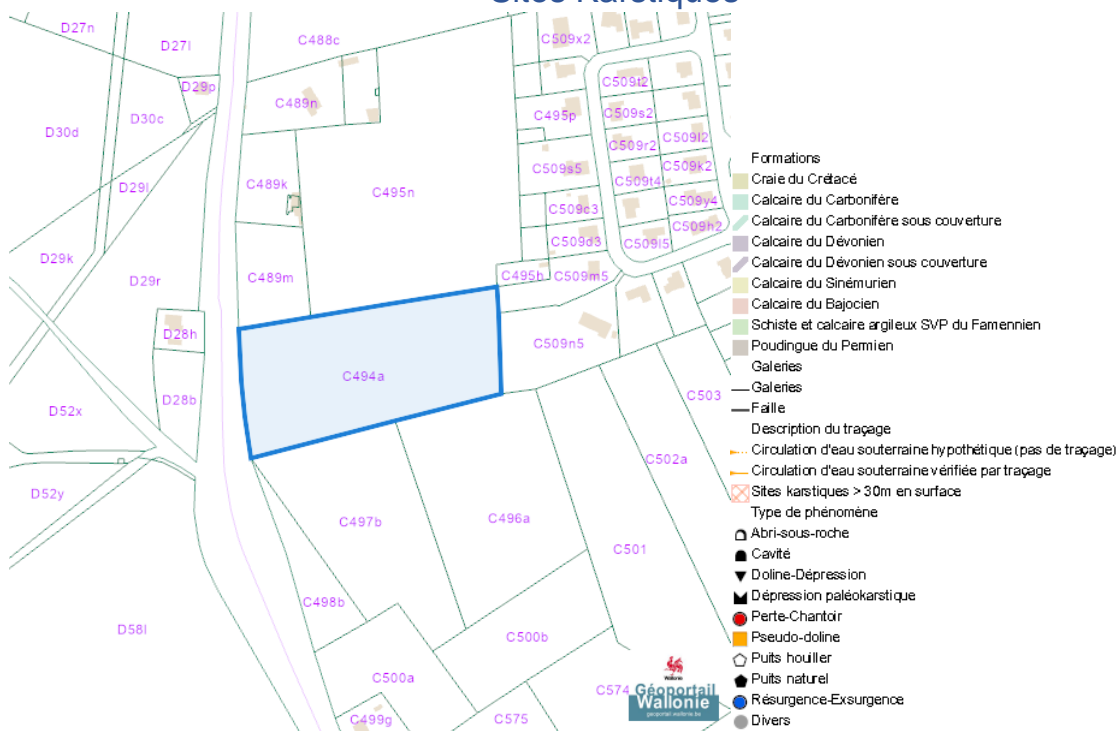 Sites Karstiques
D27n
D27l
C488c
C509x2
D29p
C489n
C509t2
D30d
D30c
C495p
C509s2
C509r2
C509l2
D29l
C489k
C495n
C509s5
C509t4
C509k2
C509c3
C509y4
D29k
D29r
C489m
C509d3
C509l5
C509h2
C495h
C509m5
D28h
C509n5
C494a
D28b
C503
D52x
C502a
D52y
C497b
C496a
C501
C498b
D58l
C500b
C500a
C574
C499g
C575
Wallonie
Géoportail
Wallonie
geoportail.wallonie.be
Formations
Craie du Crétacé
Calcaire du Carbonifère
Calcaire du Carbonifère sous couverture
Calcaire du Dévonien
Calcaire du Dévonien sous couverture
Calcaire du Sinémurien
Calcaire du Bajocien
Schiste et calcaire argileux SVP du Famennien
Poudingue du Permien
Galeries
Galeries
Faille
Description du traçage
Circulation d'eau souterraine hypothétique (pas de traçage)
Circulation d'eau souterraine vérifiée par traçage
Sites karstiques > 30m en surface
Type de phénomène
Abri-sous-roche
Cavité
Doline-Dépression
Dépression paléokarstique
Perte-Chantoir
Pseudo-doline
Puits houiller
Puits naturel
Résurgence-Exsurgence
Divers